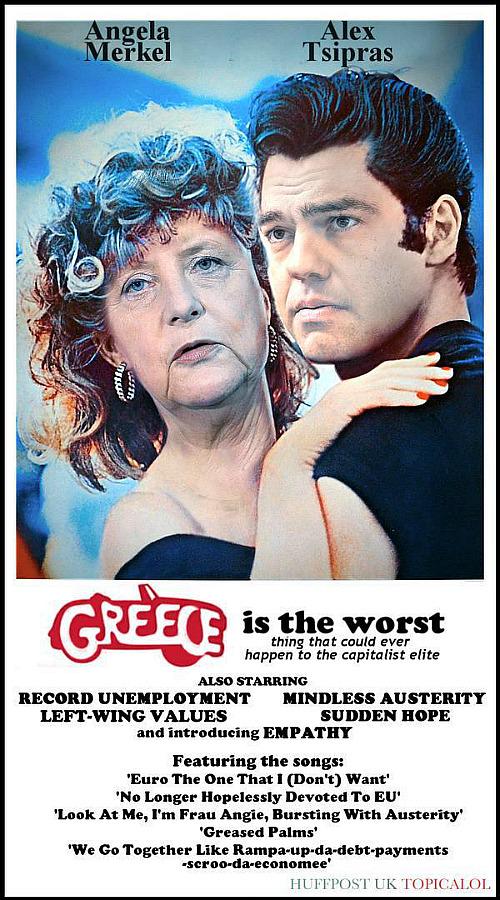 Angela Alex
Merkel Tsipras
GREECE is the worst
thing that could ever
happen to the capitalist elite
ALSO STARRING
RECORD UNEMPLOYMENT MINDLESS AUSTERITY
LEFT-WING VALUES SUDDEN HOPE
and introducing EMPATHY
Featuring the songs:
'Euro The One That I (Don't) Want'
'No Longer Hopelessly Devoted To EU'
'Look At Me, I'm Frau Angie, Bursting With Austerity'
'Greased Palms'
'We Go Together Like Rampa-up-da-debt-payments
-scroo-da-economee'
HUFFPOST UK TOPICALOL